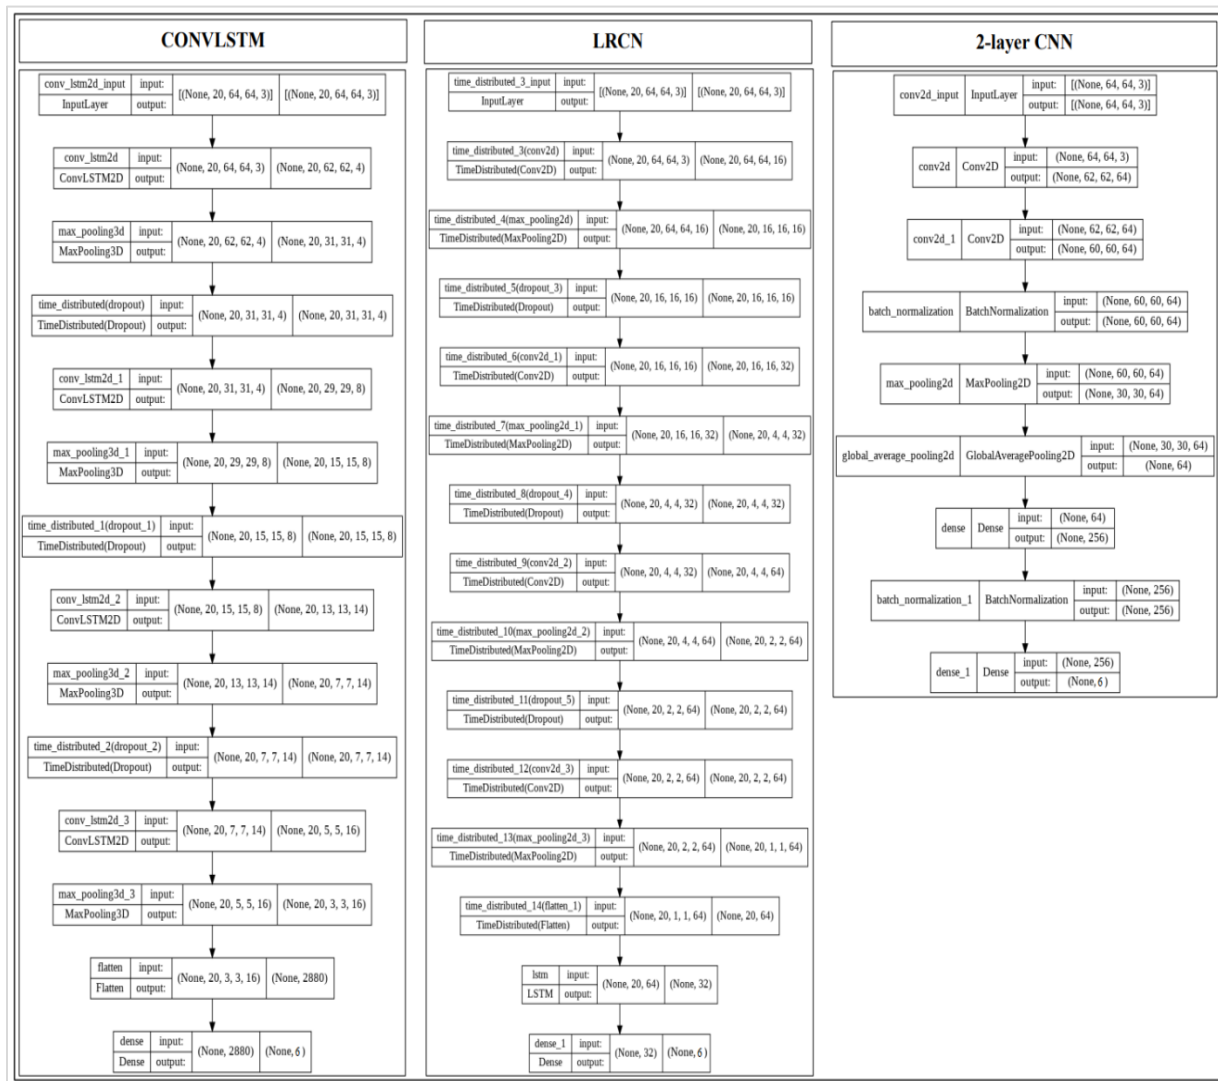 CONVLSTM
conv_lstm2d_input input: [(None, 20, 64, 64, 3)] [(None, 20, 64, 64, 3)]
InputLayer output:
conv_lstm2d input: (None, 20, 64, 64, 3) (None, 20, 62, 62, 4)
ConvLSTM2D output:
max_pooling3d input: (None, 20, 62, 62, 4) (None, 20, 31, 31, 4)
MaxPooling3D output:
time_distributed(dropout) input: (None, 20, 31, 31, 4) (None, 20, 31, 31, 4)
TimeDistributed(Dropout) output:
conv_lstm2d_1 input: (None, 20, 31, 31, 4) (None, 20, 29, 29, 8)
ConvLSTM2D output:
max_pooling3d_1 input: (None, 20, 29, 29, 8) (None, 20, 15, 15, 8)
MaxPooling3D output:
time_distributed_1(dropout_1) input: (None, 20, 15, 15, 8) (None, 20, 15, 15, 8)
TimeDistributed(Dropout) output:
conv_lstm2d_2 input: (None, 20, 15, 15, 8) (None, 20, 13, 13, 14)
ConvLSTM2D output:
max_pooling3d_2 input: (None, 20, 13, 13, 14) (None, 20, 7, 7, 14)
MaxPooling3D output:
time_distributed_2(dropout_2) input: (None, 20, 7, 7, 14) (None, 20, 7, 7, 14)
TimeDistributed(Dropout) output:
conv_lstm2d_3 input: (None, 20, 7, 7, 14) (None, 20, 5, 5, 16)
ConvLSTM2D output:
max_pooling3d_3 input: (None, 20, 5, 5, 16) (None, 20, 3, 3, 16)
MaxPooling3D output:
flatten input: (None, 20, 3, 3, 16) (None, 2880)
Flatten output:
dense input: (None, 2880) (None, 6)
Dense output:
LRCN
time_distributed_3_input input: [(None, 20, 64, 64, 3)] [(None, 20, 64, 64, 3)]
InputLayer output:
time_distributed_3(conv2d) input: (None, 20, 64, 64, 3) (None, 20, 64, 64, 16)
TimeDistributed(Conv2D) output:
time_distributed_4(max_pooling2d) input: (None, 20, 64, 64, 16) (None, 20, 16, 16, 16)
TimeDistributed(MaxPooling2D) output:
time_distributed_5(dropout_3) input: (None, 20, 16, 16, 16) (None, 20, 16, 16, 16)
TimeDistributed(Dropout) output:
time_distributed_6(conv2d_1) input: (None, 20, 16, 16, 16) (None, 20, 16, 16, 32)
TimeDistributed(Conv2D) output:
time_distributed_7(max_pooling2d_1) input: (None, 20, 16, 16, 32) (None, 20, 4, 4, 32)
TimeDistributed(MaxPooling2D) output:
time_distributed_8(dropout_4) input: (None, 20, 4, 4, 32) (None, 20, 4, 4, 32)
TimeDistributed(Dropout) output:
time_distributed_9(conv2d_2) input: (None, 20, 4, 4, 32) (None, 20, 4, 4, 64)
TimeDistributed(Conv2D) output:
time_distributed_10(max_pooling2d_2) input: (None, 20, 4, 4, 64) (None, 20, 2, 2, 64)
TimeDistributed(MaxPooling2D) output:
time_distributed_11(dropout_5) input: (None, 20, 2, 2, 64) (None, 20, 2, 2, 64)
TimeDistributed(Dropout) output:
time_distributed_12(conv2d_3) input: (None, 20, 2, 2, 64) (None, 20, 2, 2, 64)
TimeDistributed(Conv2D) output:
time_distributed_13(max_pooling2d_3) input: (None, 20, 2, 2, 64) (None, 20, 1, 1, 64)
TimeDistributed(MaxPooling2D) output:
time_distributed_14(flatten_1) input: (None, 20, 1, 1, 64) (None, 20, 64)
TimeDistributed(Flatten) output:
lstm input: (None, 20, 64) (None, 32)
LSTM output:
dense_1 input: (None, 32) (None, 6)
Dense output:
2-layer CNN
conv2d_input InputLayer input: [(None, 64, 64, 3)]
output: [(None, 64, 64, 3)]
conv2d Conv2D input: (None, 64, 64, 3)
output: (None, 62, 62, 64)
conv2d_1 Conv2D input: (None, 62, 62, 64)
output: (None, 60, 60, 64)
batch_normalization BatchNormalization input: (None, 60, 60, 64)
output: (None, 60, 60, 64)
max_pooling2d MaxPooling2D input: (None, 60, 60, 64)
output: (None, 30, 30, 64)
global_average_pooling2d GlobalAveragePooling2D input: (None, 30, 30, 64)
output: (None, 64)
dense Dense input: (None, 64)
output: (None, 256)
batch_normalization_1 BatchNormalization input: (None, 256)
output: (None, 256)
dense_1 Dense input: (None, 256)
output: (None, 6)